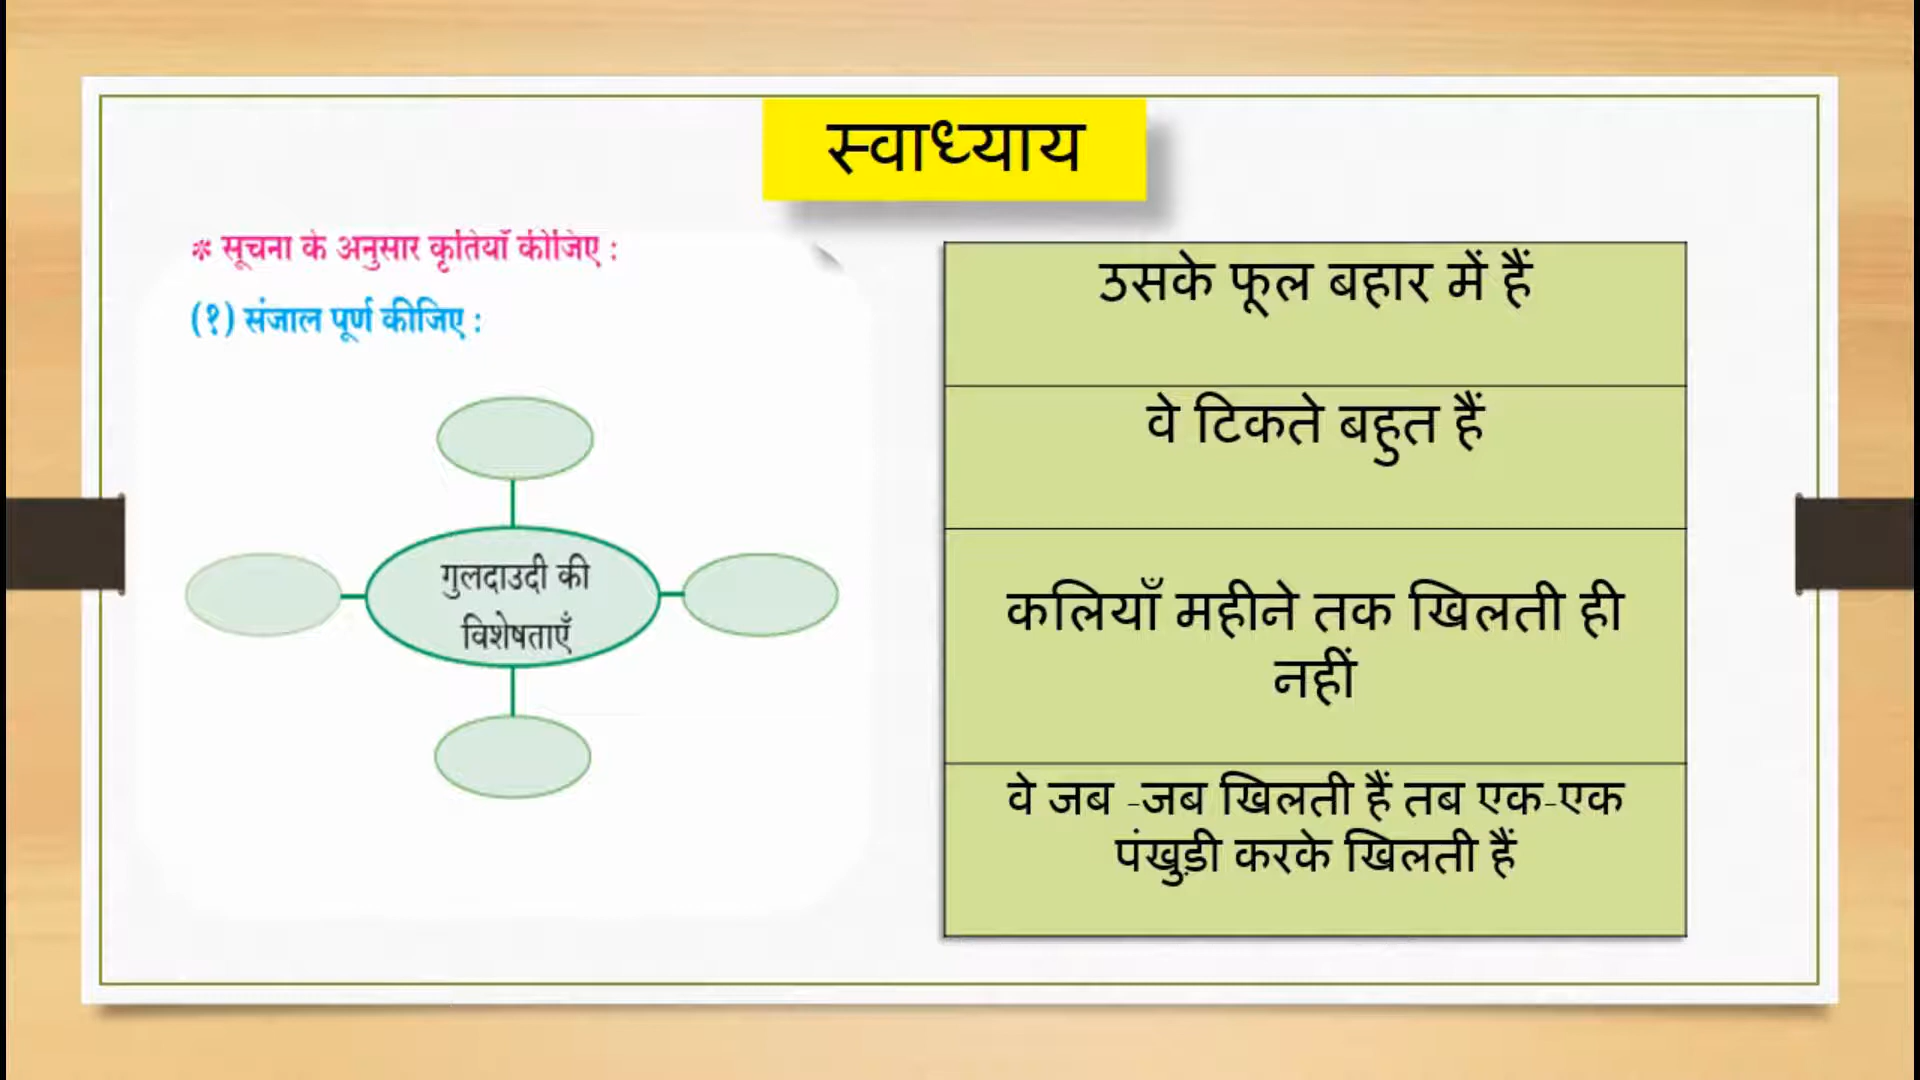 स्वाध्याय
* सूचना के अनुसार कृतियाँ कीजिए :
(१) संजाल पूर्ण कीजिए :
गुलदाउदी की
विशेषताएँ
उसके फूल बहार में हैं
वे टिकते बहुत हैं
कलियाँ महीने तक खिलती ही
नहीं
वे जब -जब खिलती हैं तब एक-एक
पंखुड़ी करके खिलती हैं